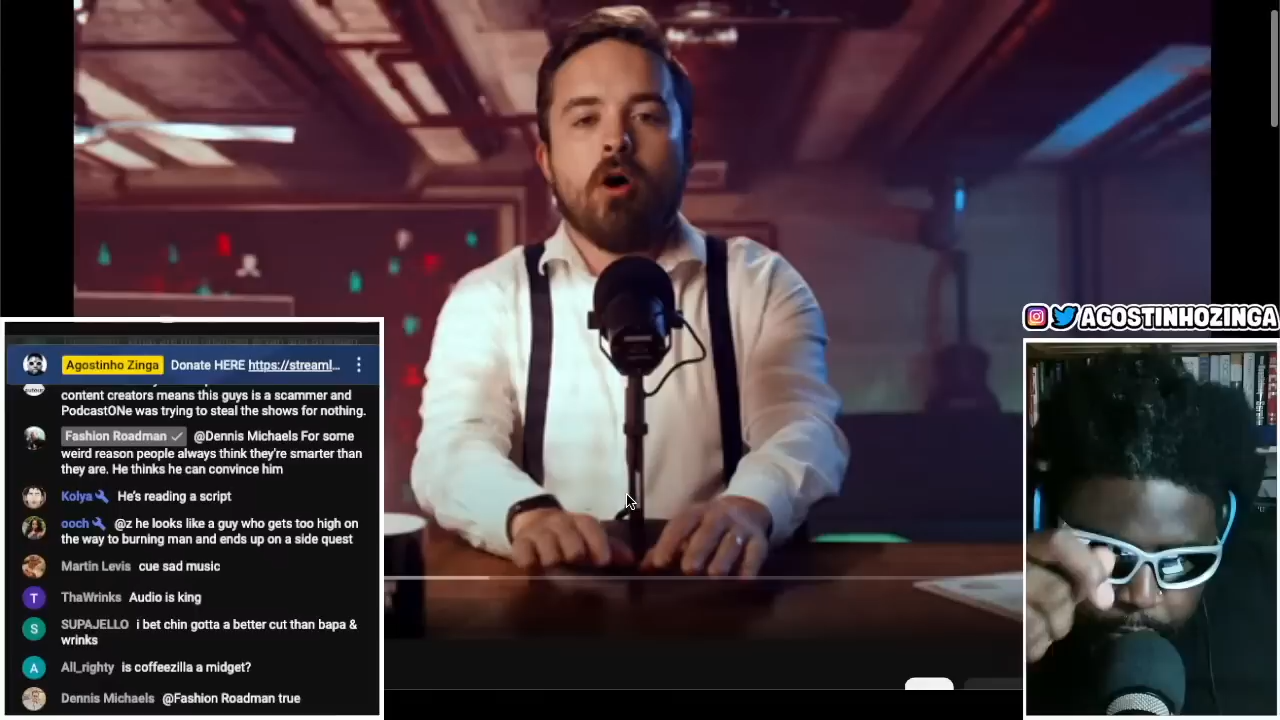 AGOSTINHOZINGA
Agostinho Zinga Donate HERE https://streaml...
content creators means this guys is a scammer and
PodcastONe was trying to steal the shows for nothing.
Fashion Roadman @Dennis Michaels For some
weird reason people always think they're smarter than
they are. He thinks he can convince him
Kolya He's reading a script
ooch @z he looks like a guy who gets too high on
the way to burning man and ends up on a side quest
Martin Levis cue sad music
T ThaWrinks Audio is king
S SUPAJELLO i bet chin gotta a better cut than bapa &
wrinks
A All_righty is coffeezilla a midget?
Dennis Michaels @Fashion Roadman true